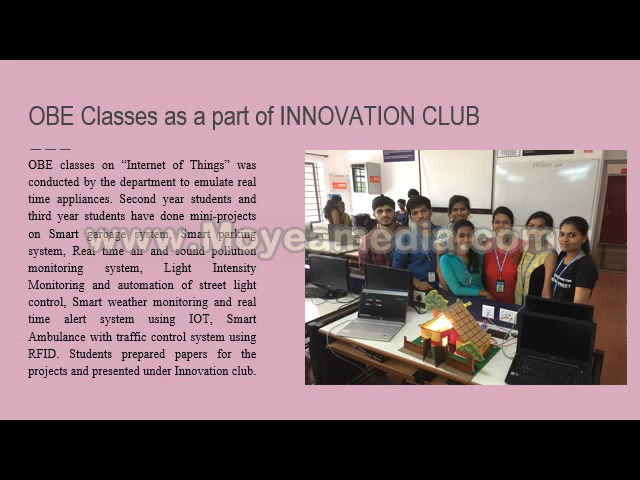 OBE Classes as a part of INNOVATION CLUB
OBE classes on “Internet of Things” was
conducted by the department to emulate real
time appliances. Second year students and
third year students have done mini-projects
on Smart garbage system, Smart parking
system, Real time air and sound pollution
monitoring system, Light Intensity
Monitoring and automation of street light
control, Smart weather monitoring and real
time alert system using IOT, Smart
Ambulance with traffic control system using
RFID. Students prepared papers for the
projects and presented under Innovation club.
www.Moyeamedia.com